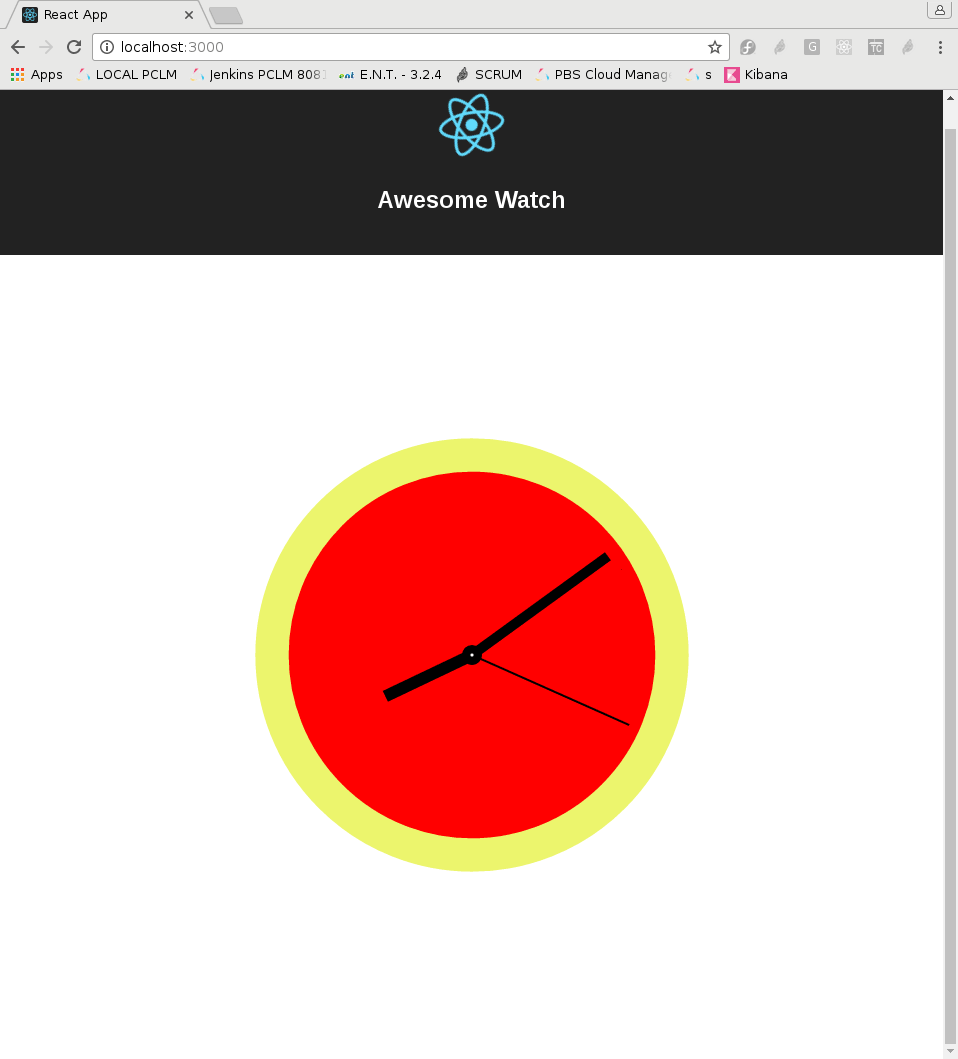 React App
localhost:3000
Apps LOCAL PCLM Jenkins PCLM 808 E.N.T. - 3.2.4 SCRUM PBS Cloud Manag s Kibana
Awesome Watch